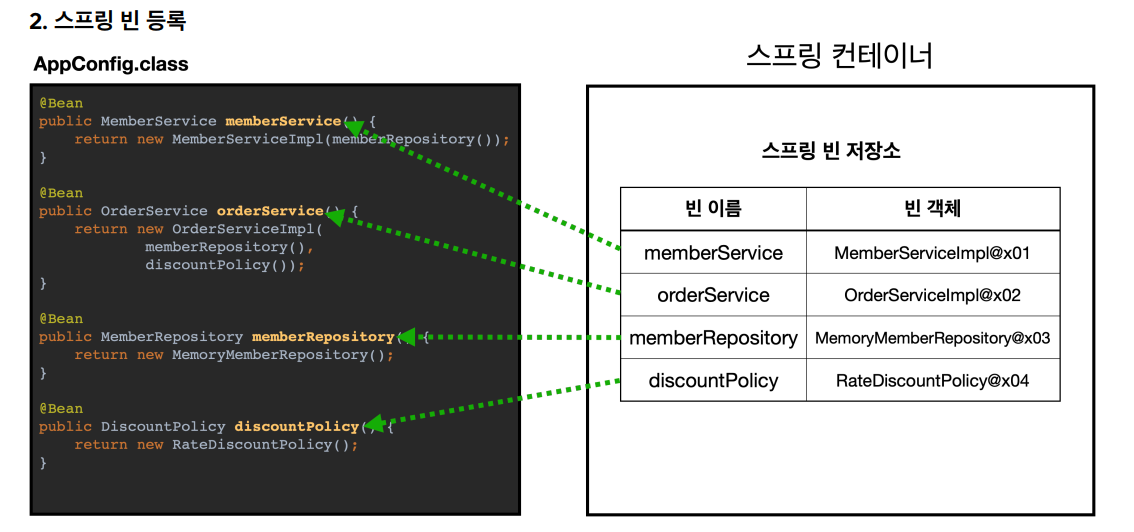 2. 스프링 빈 등록
AppConfig.class
@Bean
public MemberService memberService() {
    return new MemberServiceImpl(memberRepository());
}
@Bean
public OrderService orderService() {
    return new OrderServiceImpl(
            memberRepository(),
            discountPolicy());
}
@Bean
public MemberRepository memberRepository() {
    return new MemoryMemberRepository();
}
@Bean
public DiscountPolicy discountPolicy() {
    return new RateDiscountPolicy();
}
스프링 컨테이너
스프링 빈 저장소
빈 이름 빈 객체
memberService MemberServiceImpl@x01
orderService OrderServiceImpl@x02
memberRepository MemoryMemberRepository@x03
discountPolicy RateDiscountPolicy@x04